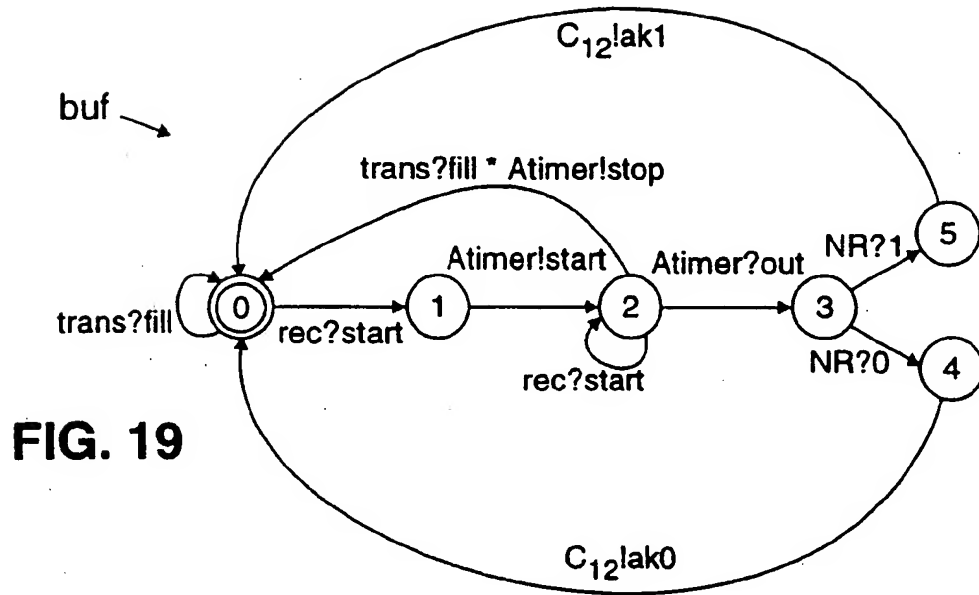 C12!ak1
buf
trans?fill * Atimer!stop
5
NR?1
Atimer!start
Atimer?out
0
1
2
3
trans?fill
rec?start
rec?start
NR?0
4
FIG. 19
C12!ak0